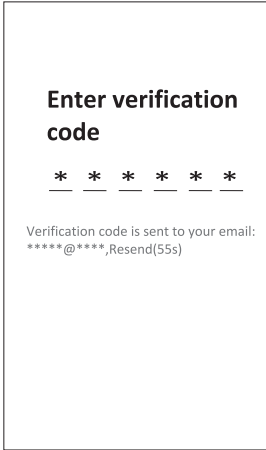 Enter verification
code
* * * * * *
Verification code is sent to your email:
*****@****,Resend(55s)